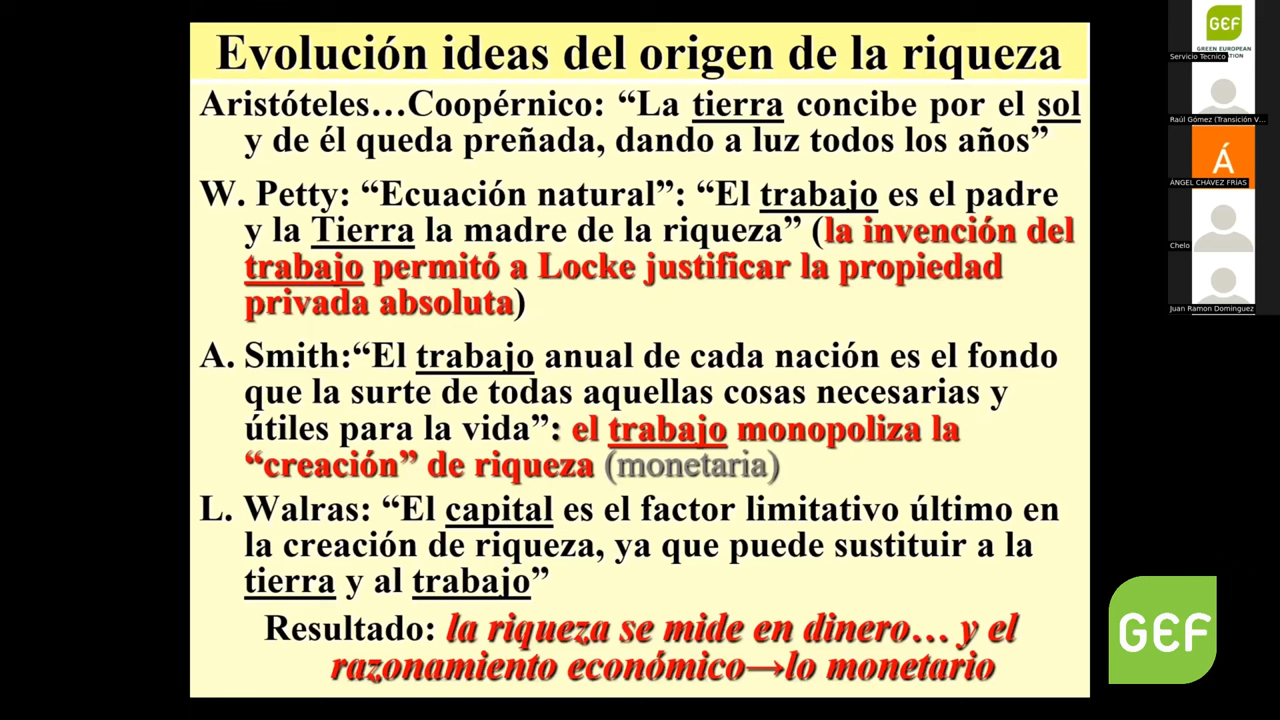 Evolución ideas del origen de la riqueza
Aristóteles…Coopérnico: “La tierra concibe por el sol
y de él queda preñada, dando a luz todos los años”
W. Petty: “Ecuación natural”: “El trabajo es el padre
y la Tierra la madre de la riqueza” (la invención del
trabajo permitó a Locke justificar la propiedad
privada absoluta)
A. Smith:“El trabajo anual de cada nación es el fondo
que la surte de todas aquellas cosas necesarias y
útiles para la vida”: el trabajo monopoliza la
“creación” de riqueza (monetaria)
L. Walras: “El capital es el factor limitativo último en
la creación de riqueza, ya que puede sustituir a la
tierra y al trabajo”
Resultado: la riqueza se mide en dinero… y el
razonamiento económico→lo monetario
GEF
GREEN EUROPEAN
Servicio Tecnico
Raúl Gómez (Transición V...
Á
ÁNGEL CHÁVEZ FRÍAS
Chelo
Juan Ramon Dominguez
GEF